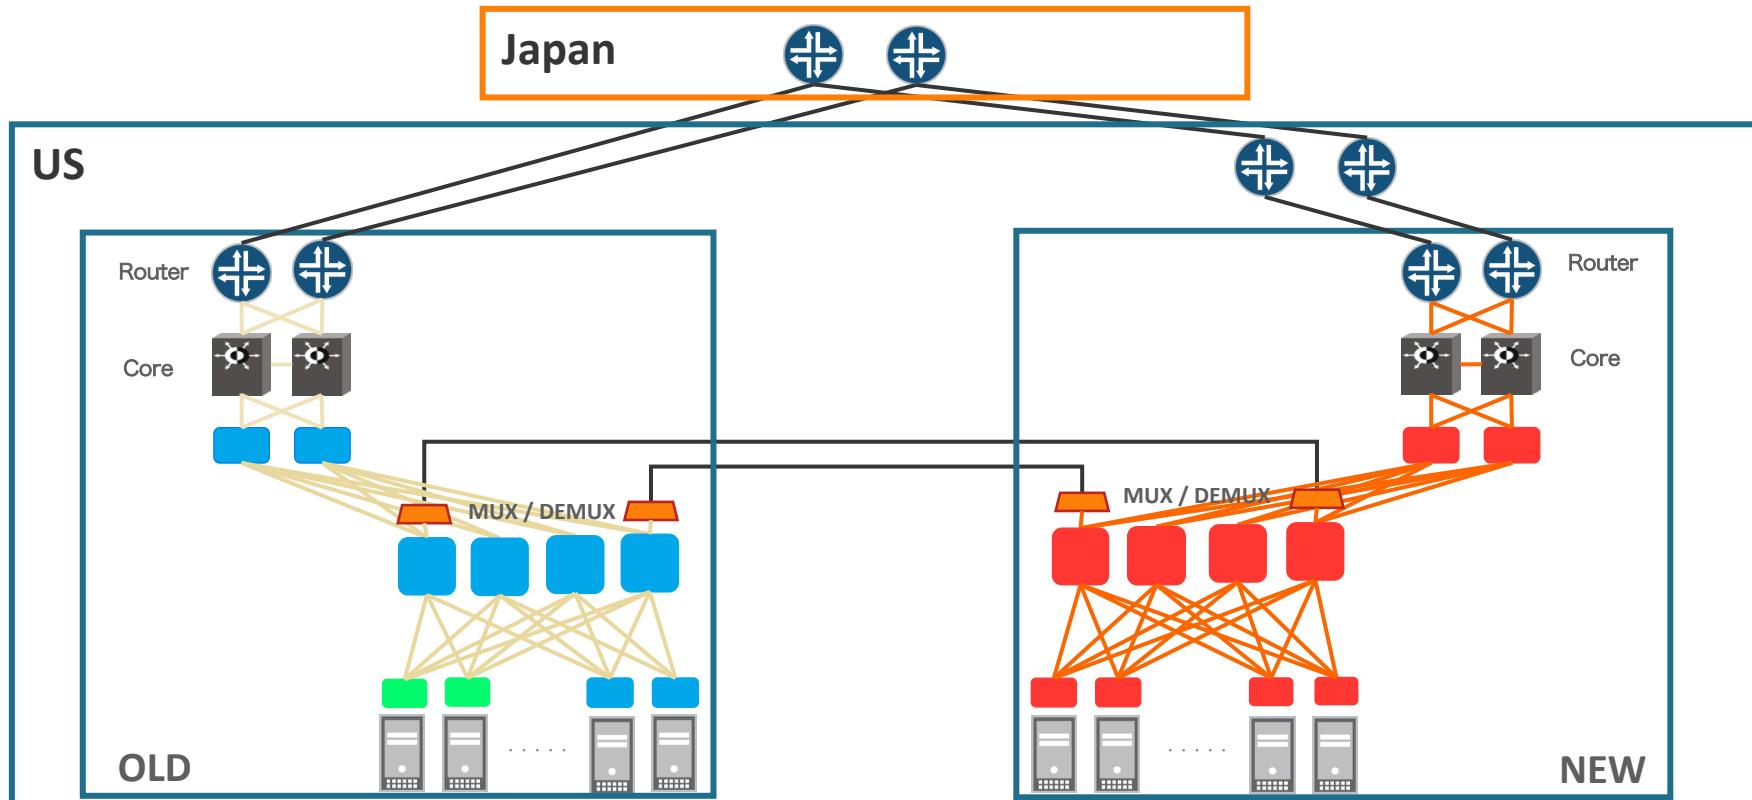 Japan
US
Router
Router
Core
Core
MUX / DEMUX
MUX / DEMUX
. . . . .
. . . . .
OLD
NEW